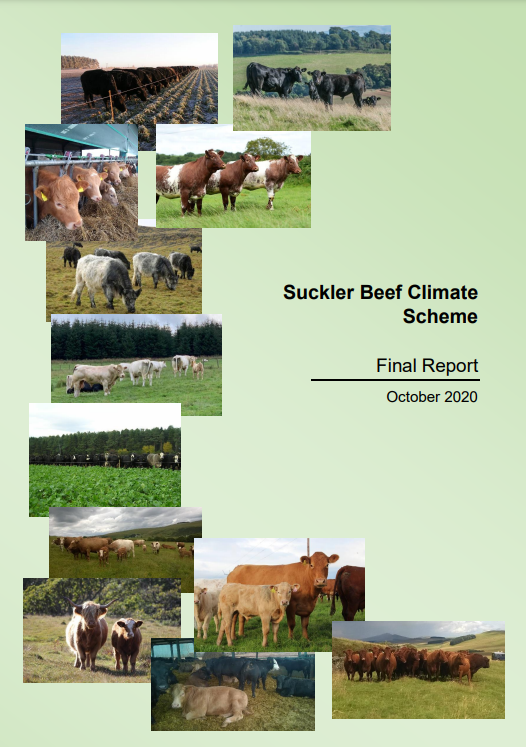 Suckler Beef Climate
Scheme
Final Report
October 2020